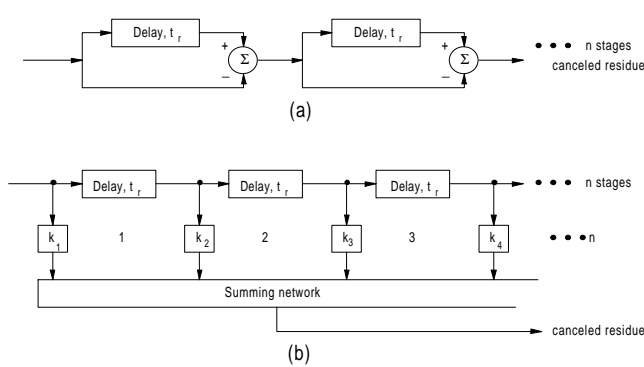 Delay, t r
Delay, t r
+
Σ
−
+
Σ
−
• • • n stages
canceled residue
(a)
Delay, t r
Delay, t r
Delay, t r
• • • n stages
k 1
1
k 2
2
k 3
3
k 4
• • • n
Summing network
canceled residue
(b)